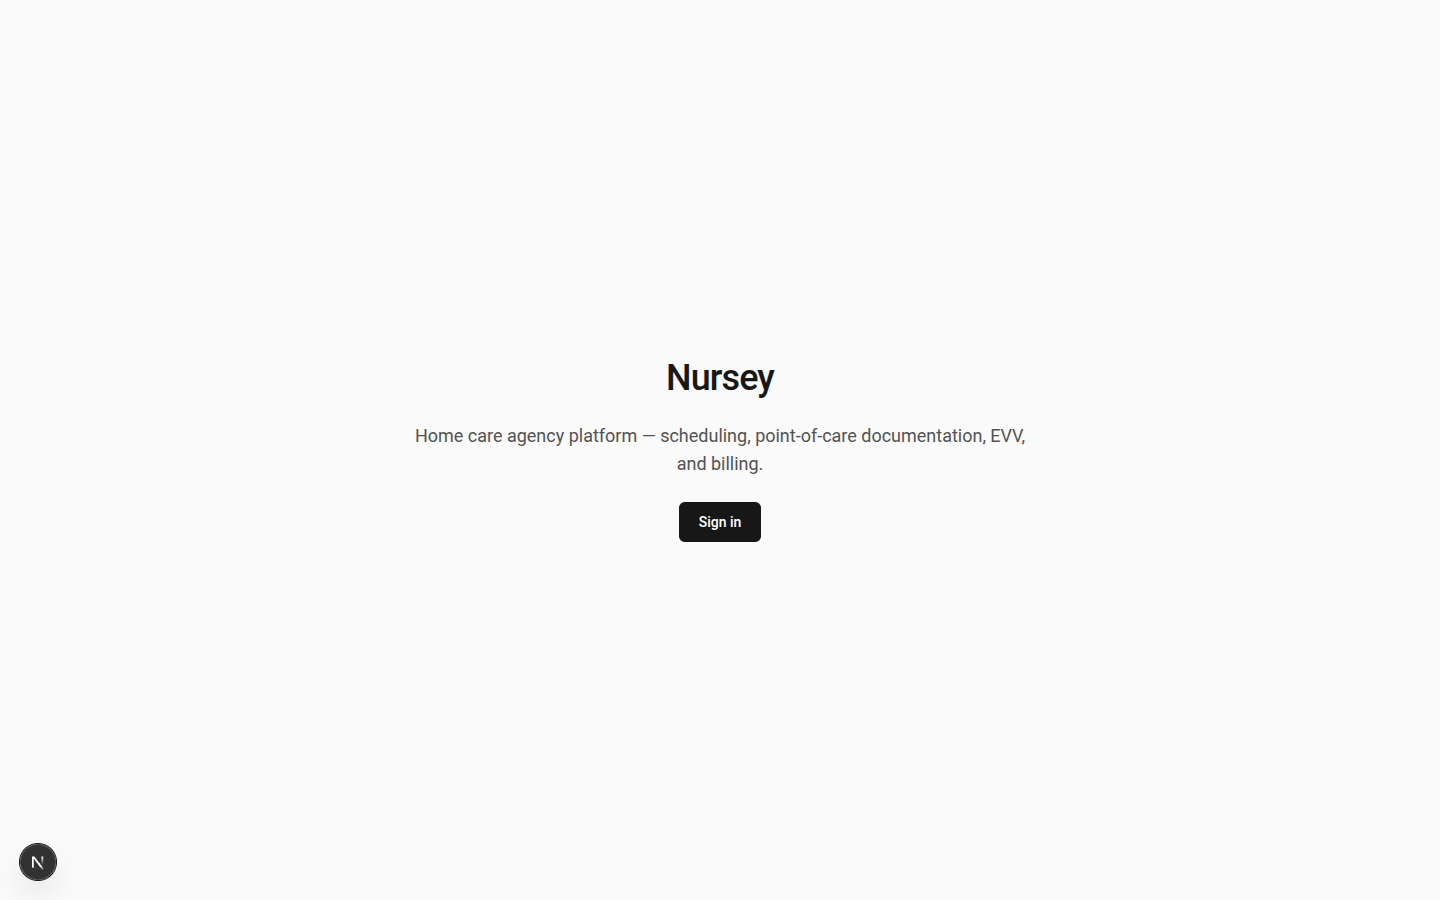 Nursey
Home care agency platform — scheduling, point-of-care documentation, EVV,
and billing.
Sign in
N